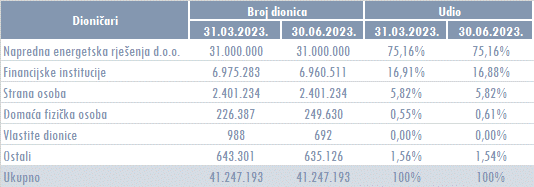 Dioničari Broj dionica Udio
31.03.2023. 30.06.2023. 31.03.2023. 30.06.2023.
Napredna energetska rješenja d.o.o. 31.000.000 31.000.000 75,16% 75,16%
Financijske institucije 6.975.283 6.960.511 16,91% 16,88%
Strana osoba 2.401.234 2.401.234 5,82% 5,82%
Domaća fizička osoba 226.387 249.630 0,55% 0,61%
Vlastite dionice 988 692 0,00% 0,00%
Ostali 643.301 635.126 1,56% 1,54%
Ukupno 41.247.193 41.247.193 100% 100%